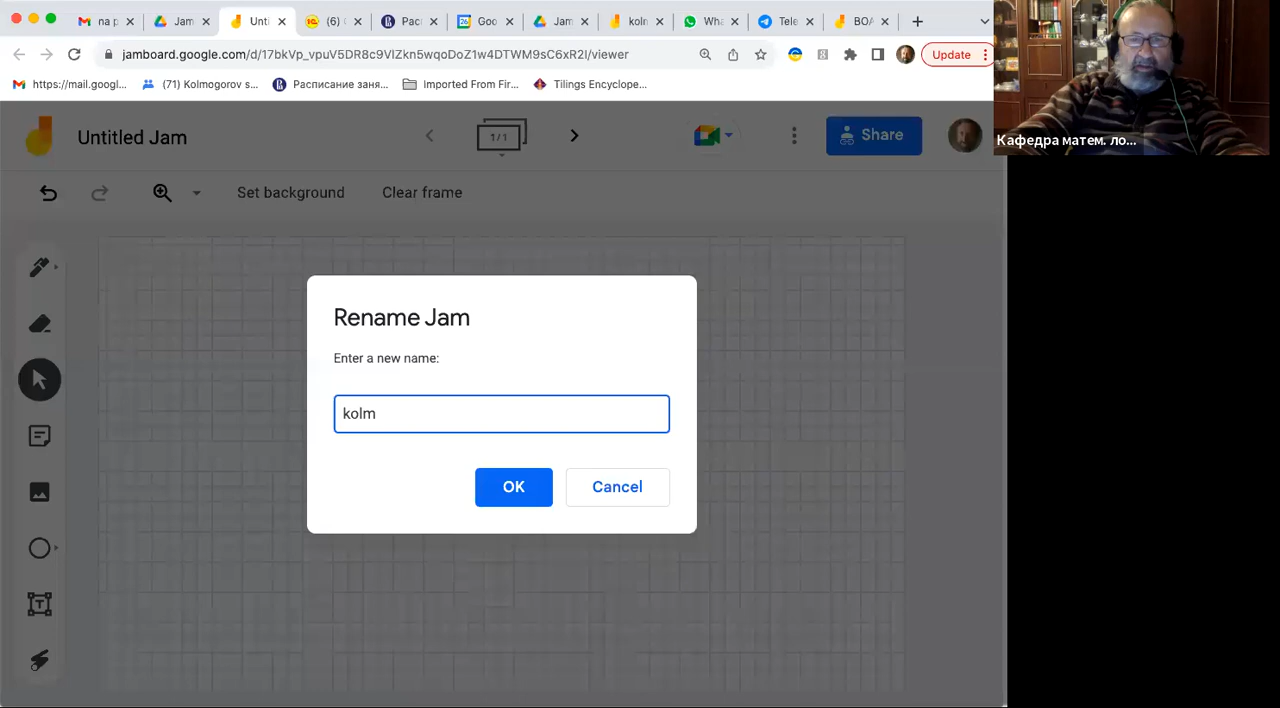 na p
Jam
Unti
(6) (
Расп
Goo
Jam
koln
Wha
Tele
BOA
jamboard.google.com/d/17bkVp_vpuV5DB8c9VIZkn5wqnDoZ1w4DTWM9sC6xR2I/viewer
Update
https://mail.googl...
(71) Kolmogorov s...
Расписание заня...
Imported From Fir...
Tilings Encyclope...
Кафедра матем. ло...
Untitled Jam
1/1
Share
Set background
Clear frame
Rename Jam
Enter a new name:
kolm
OK
Cancel